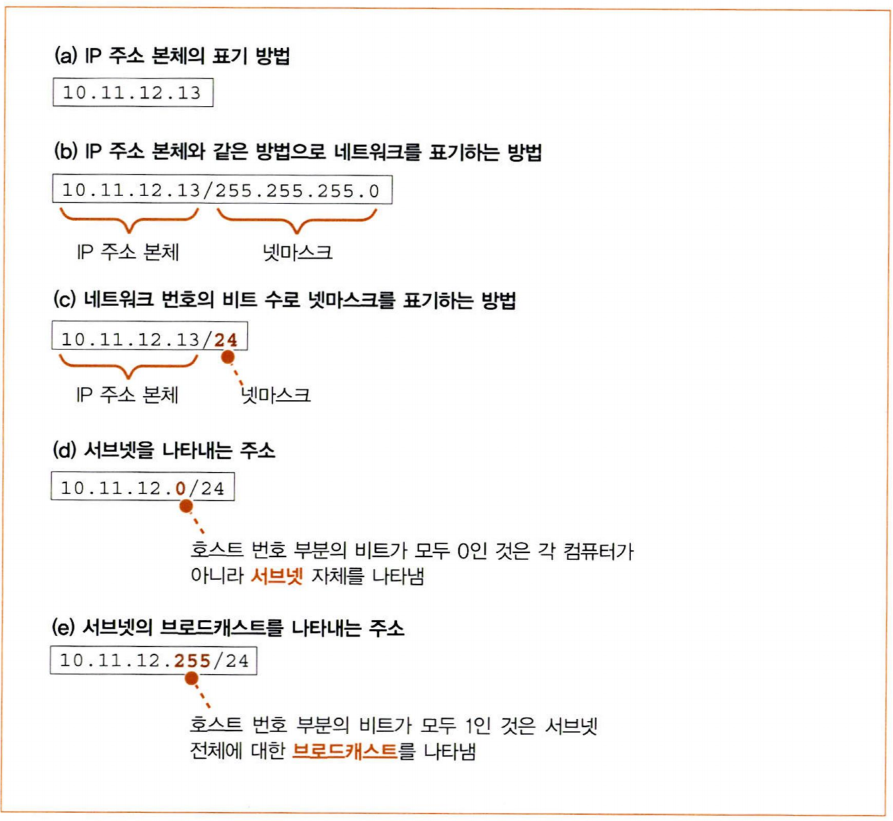 (a) IP 주소 본체의 표기 방법
10.11.12.13
(b) IP 주소 본체와 같은 방법으로 네트워크를 표기하는 방법
10.11.12.13/255.255.255.0
IP 주소 본체
넷마스크
(c) 네트워크 번호의 비트 수로 넷마스크를 표기하는 방법
10.11.12.13/24
IP 주소 본체
넷마스크
(d) 서브넷을 나타내는 주소
10.11.12.0/24
호스트 번호 부분의 비트가 모두 0인 것은 각 컴퓨터가
아니라 서브넷 자체를 나타냄
(e) 서브넷의 브로드캐스트를 나타내는 주소
10.11.12.255/24
호스트 번호 부분의 비트가 모두 1인 것은 서브넷
전체에 대한 브로드캐스트를 나타냄